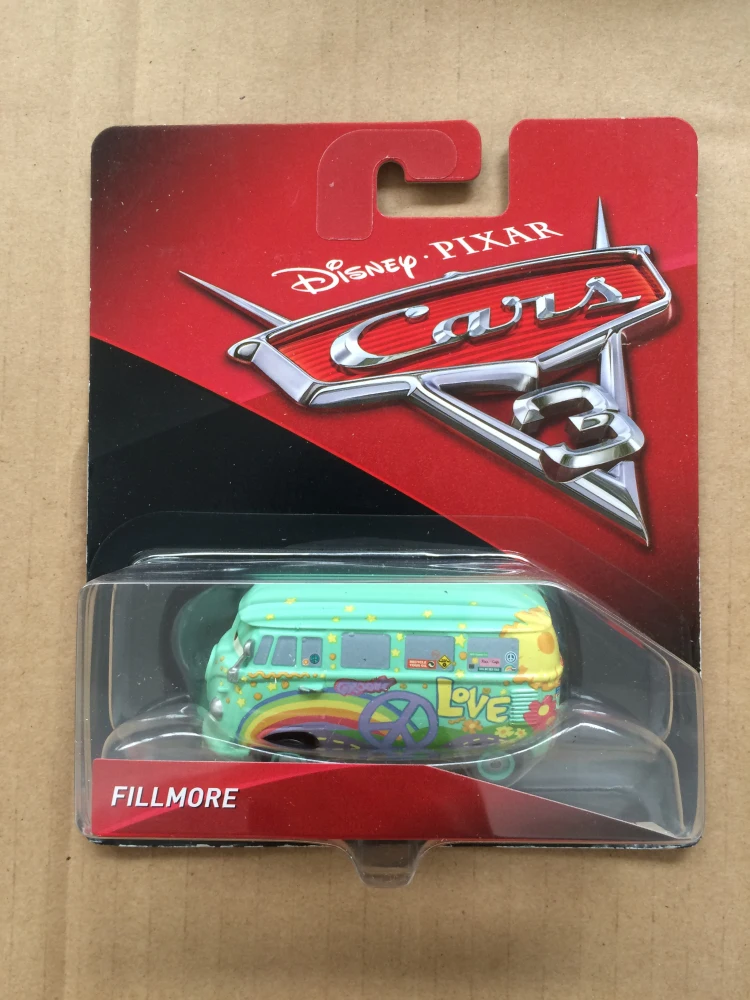 Disney · PIXAR
Cars
3
LOVE
FILLMORE